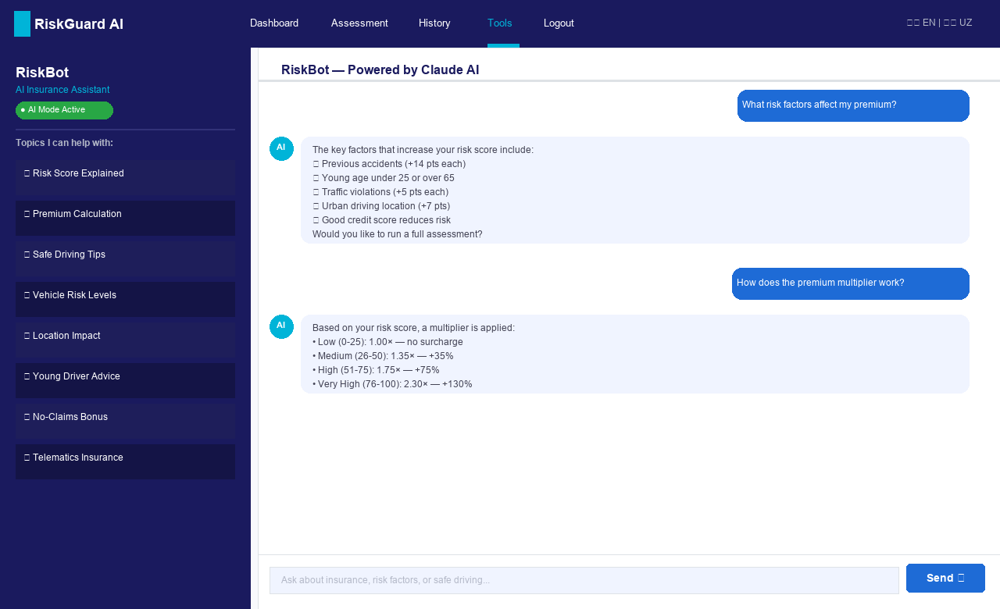 RiskGuard AI
Dashboard Assessment History Tools Logout
EN | UZ
RiskBot
AI Insurance Assistant
● AI Mode Active
Topics I can help with:
Risk Score Explained
Premium Calculation
Safe Driving Tips
Vehicle Risk Levels
Location Impact
Young Driver Advice
No-Claims Bonus
Telematics Insurance
RiskBot — Powered by Claude AI
What risk factors affect my premium?
AI
The key factors that increase your risk score include:
Previous accidents (+14 pts each)
Young age under 25 or over 65
Traffic violations (+5 pts each)
Urban driving location (+7 pts)
Good credit score reduces risk
Would you like to run a full assessment?
How does the premium multiplier work?
AI
Based on your risk score, a multiplier is applied:
• Low (0-25): 1.00× — no surcharge
• Medium (26-50): 1.35× — +35%
• High (51-75): 1.75× — +75%
• Very High (76-100): 2.30× — +130%
Ask about insurance, risk factors, or safe driving...
Send